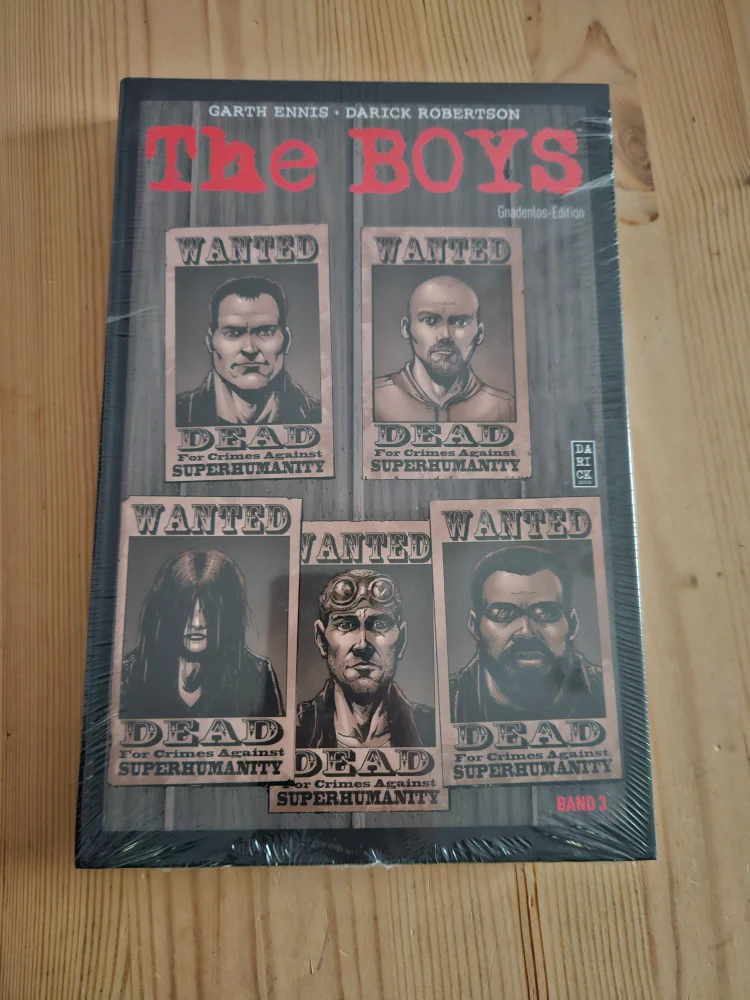 GARTH ENNIS · DARICK ROBERTSON
The BOYS
Gnadenlos-Edition
WANTED
DEAD
For Crimes Against
SUPERHUMANITY
WANTED
DEAD
For Crimes Against
SUPERHUMANITY
DA
RI
CK
WANTED
DEAD
For Crimes Against
SUPERHUMANITY
WANTED
DEAD
For Crimes Against
SUPERHUMANITY
WANTED
DEAD
For Crimes Against
SUPERHUMANITY
BAND 3